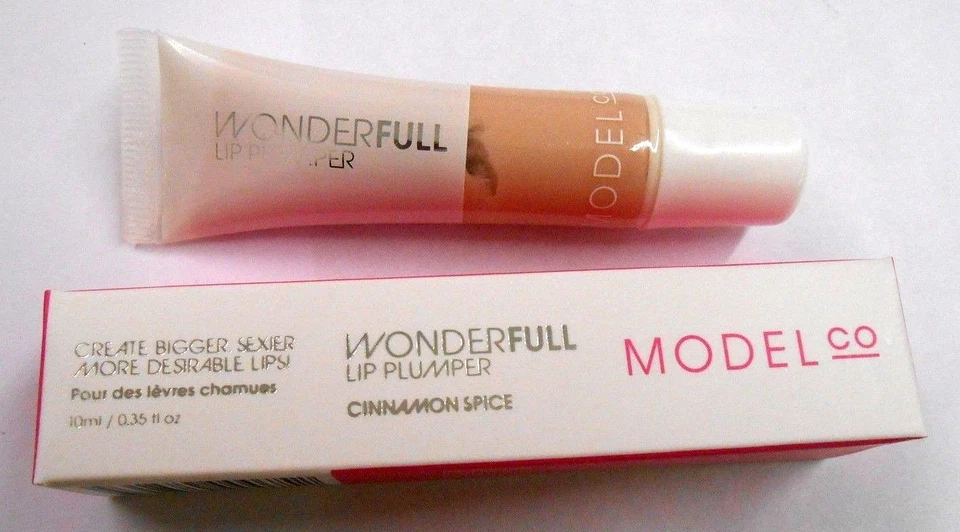 WONDERFULL
LIP PLUMPER
MODEL CO
CREATE BIGGER, SEXIER
MORE DESIRABLE LIPS!
Pour des lèvres charnues
10ml / 0.35 fl oz
WONDERFULL
LIP PLUMPER
CINNAMON SPICE
MODEL CO